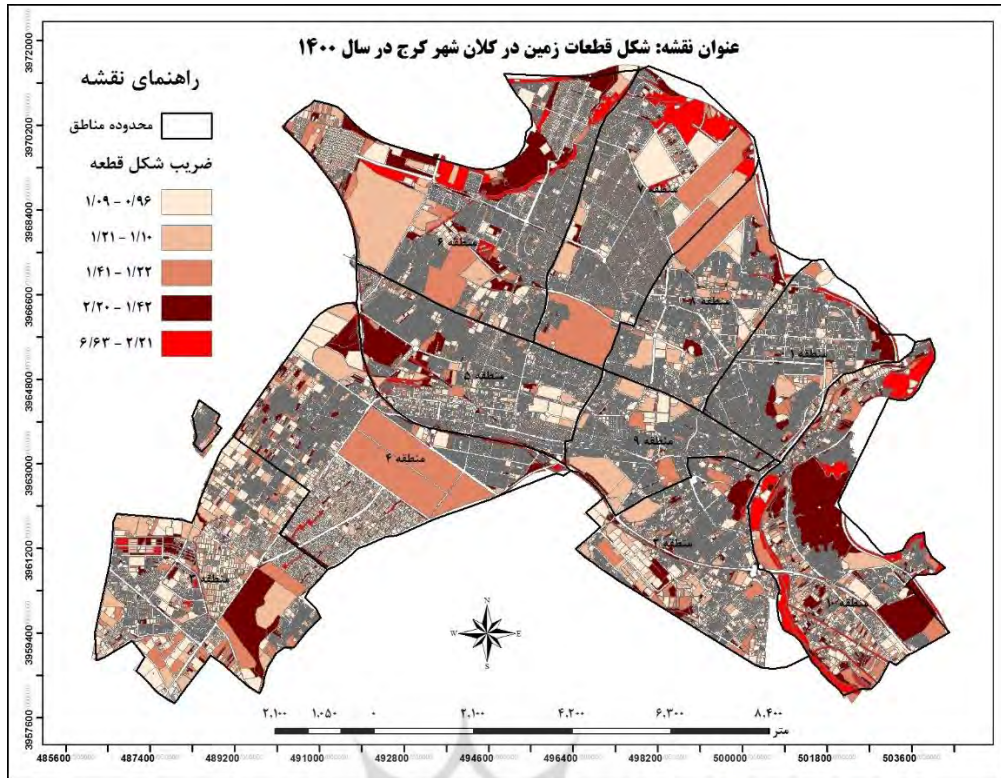 عنوان نقشه: شکل قطعات زمین در کلان شهر کرج در سال ۱۴۰۰
راهنمای نقشه
محدوده مناطق
ضریب شکل قطعه
۱/۰۹ - ۰/۹۶
۱/۲۱ - ۱/۱۰
۱/۴۱ - ۱/۲۲
۲/۲۰ - ۱/۴۲
۶/۶۳ - ۲/۲۱
3972000
3970200
3968400
3966600
3964800
3963000
3961200
3959400
3957600
منطقه ۷
منطقه ۶
منطقه ۸
منطقه ۱
منطقه ۵
منطقه ۹
منطقه ۴
منطقه ۲
منطقه ۳
منطقه ۱۰
N
W E
S
۲,۱۰۰ ۱,۰۵۰ ۰ ۲,۱۰۰ ۴,۲۰۰ ۶,۳۰۰ ۸,۴۰۰
متر
485600 487400 489200 491000 492800 494600 496400 498200 500000 501800 503600